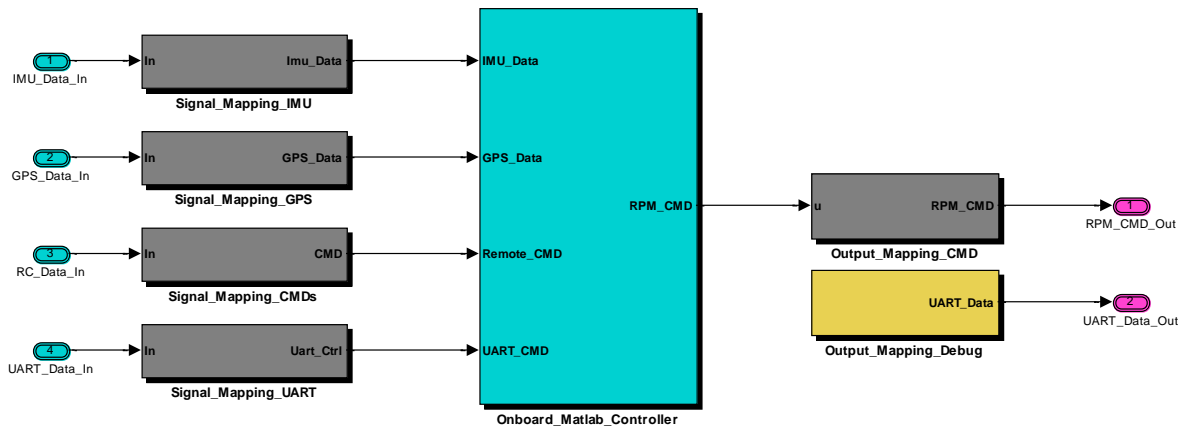 1
IMU_Data_In
In
Imu_Data
Signal_Mapping_IMU
2
GPS_Data_In
In
GPS_Data
Signal_Mapping_GPS
3
RC_Data_In
In
CMD
Signal_Mapping_CMDs
4
UART_Data_In
In
Uart_Ctrl
Signal_Mapping_UART
IMU_Data
GPS_Data
Remote_CMD
UART_CMD
RPM_CMD
Onboard_Matlab_Controller
u
RPM_CMD
Output_Mapping_CMD
1
RPM_CMD_Out
UART_Data
Output_Mapping_Debug
2
UART_Data_Out